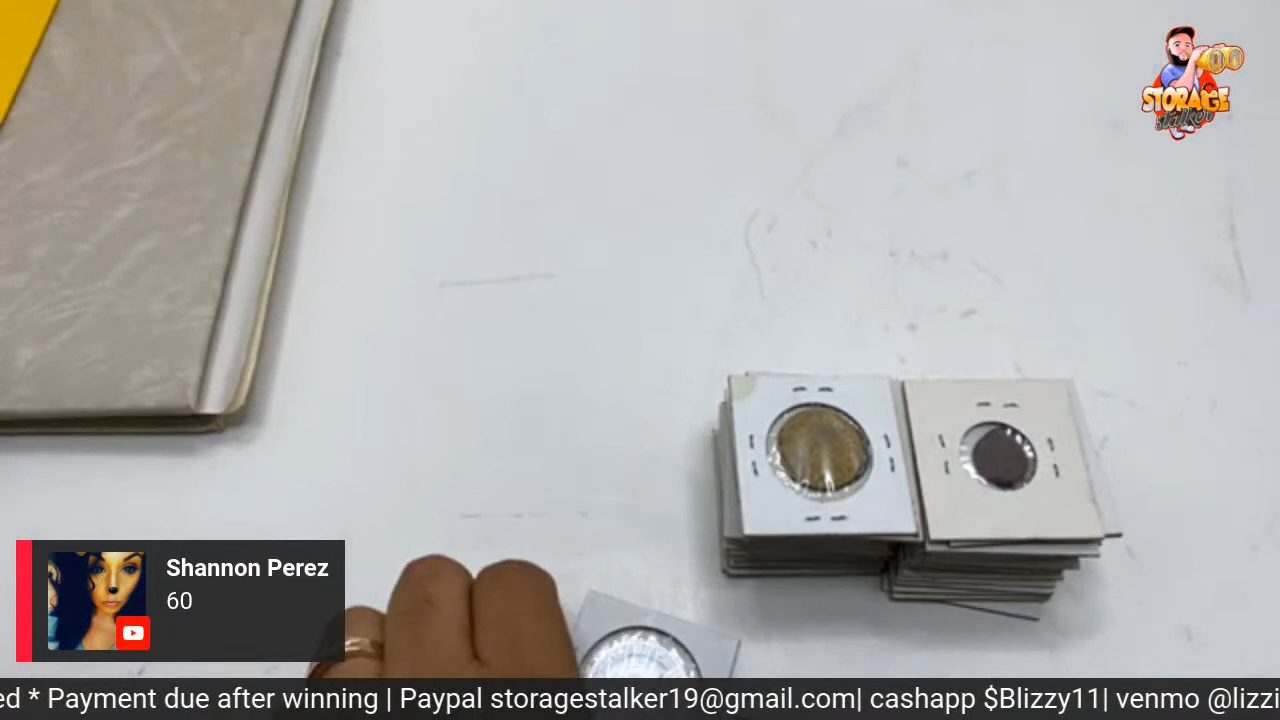 STORAGE
stalker
Shannon Perez
60
ed * Payment due after winning | Paypal storagestalker19@gmail.com| cashapp $Blizzy11| venmo @lizzi